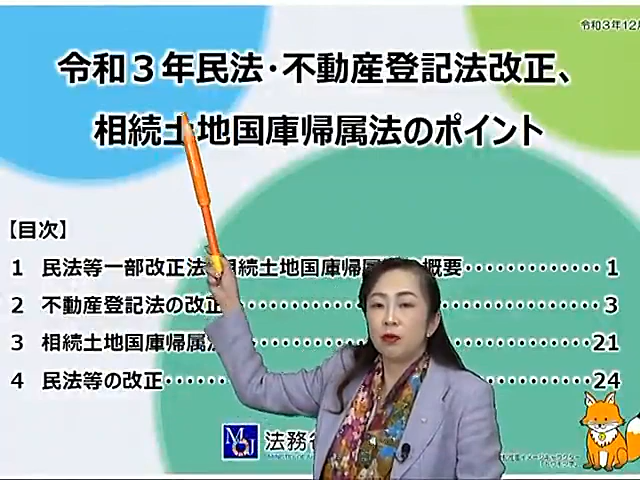 令和３年12月
令和３年民法・不動産登記法改正、
相続土地国庫帰属法のポイント
【目次】
1 民法等一部改正法 相続土地国庫帰 概要・・・・・・・・・・1
2 不動産登記法の改正・・・・・・・・・・3
3 相続土地国庫帰属法・・・・・・・・・・21
4 民法等の改正・・・・・・・・・・24
MOJ 法務省